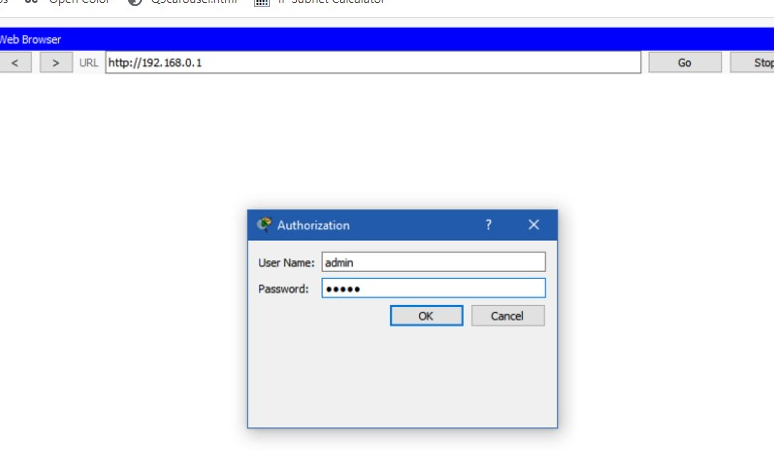 Open Color QScarousel.html IP Subnet Calculator
Web Browser
< > URL http://192.168.0.1 Go Stop
Authorization ?
User Name: admin
Password: •••••
OK Cancel